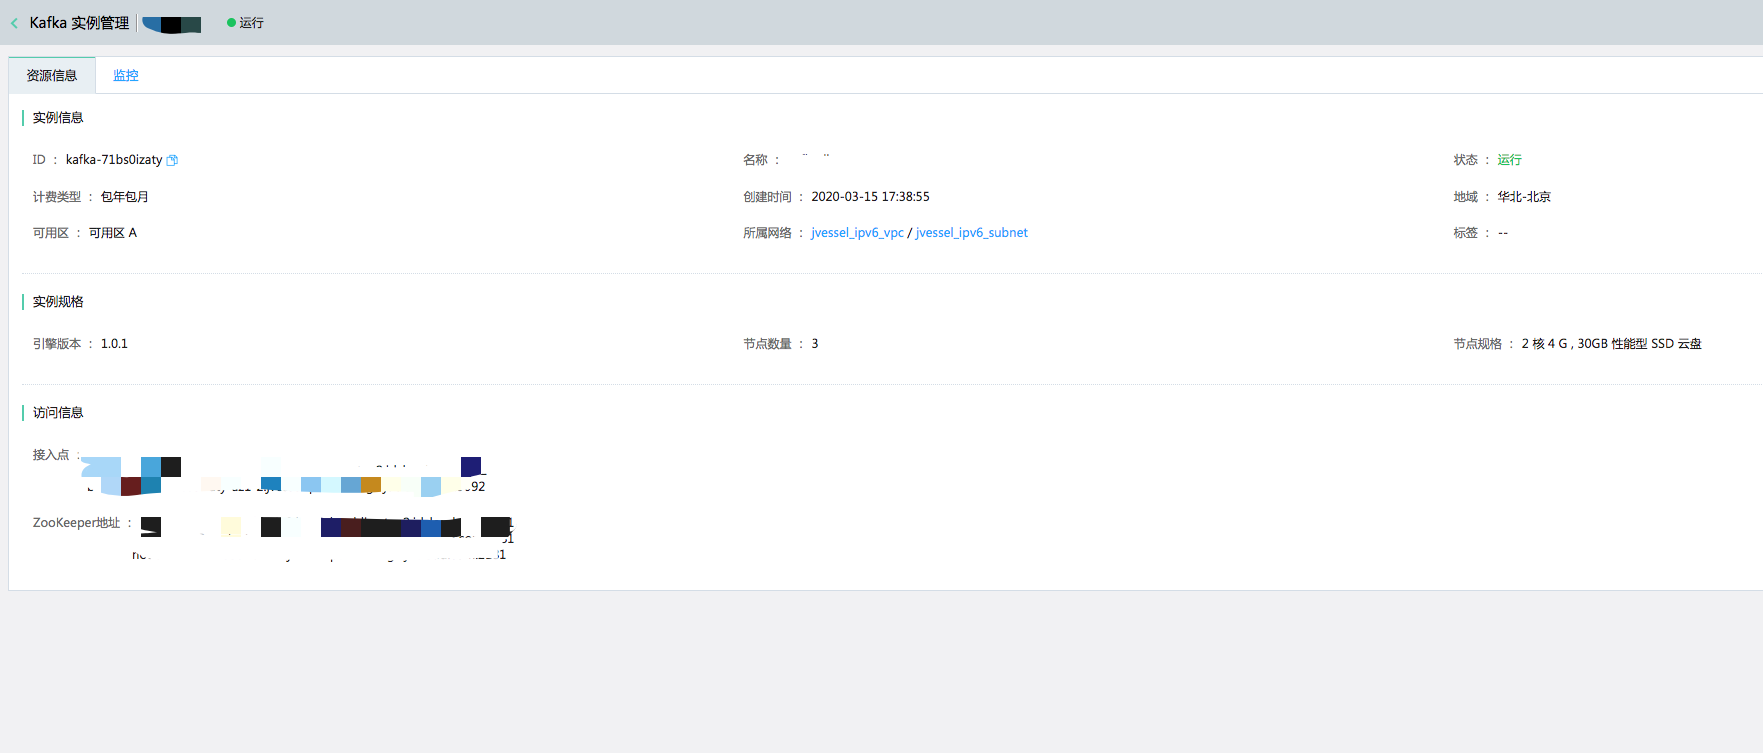 Kafka 实例管理 运行
资源信息 监控
实例信息
ID : kafka-71bs0izaty 名称 : 状态 : 运行
计费类型 : 包年包月 创建时间 : 2020-03-15 17:38:55 地域 : 华北-北京
可用区 : 可用区 A 所属网络 : jvessel_ipv6_vpc / jvessel_ipv6_subnet 标签 : --
实例规格
引擎版本 : 1.0.1 节点数量 : 3 节点规格 : 2 核 4 G , 30GB 性能型 SSD 云盘
访问信息
接入点 :
ZooKeeper地址 :